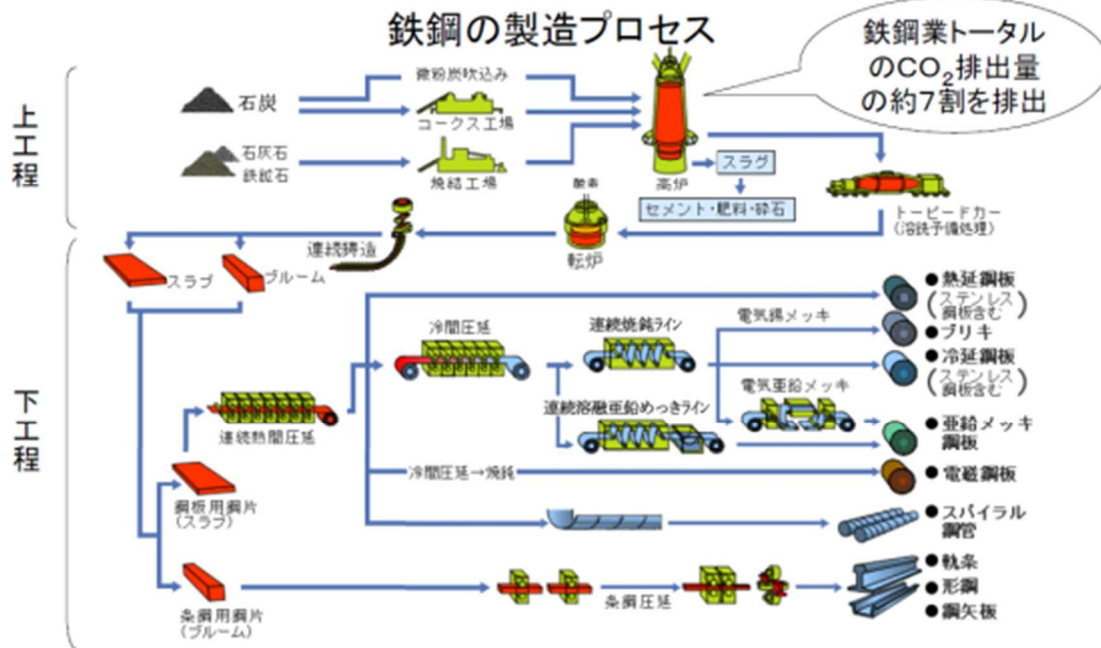 鉄鋼の製造プロセス
鉄鋼業トータル
のCO₂排出量
の約7割を排出
上工程
石炭
微粉炭吹込み
コークス工場
石灰石
鉄鉱石
焼結工場
高炉
スラグ
セメント・肥料・砕石
トーピードカー
(溶銑予備処理)
酸素
転炉
連続鋳造
下工程
スラブ
ブルーム
連続熱間圧延
鋼板用鋼片
(スラブ)
条鋼用鋼片
(ブルーム)
冷間圧延
連続焼鈍ライン
電気錫メッキ
電気亜鉛メッキ
連続溶融亜鉛めっきライン
冷間圧延→焼鈍
条鋼圧延
●熱延鋼板
(ステンレス
鋼板含む)
●ブリキ
●冷延鋼板
(ステンレス
鋼板含む)
●亜鉛メッキ
鋼板
●電磁鋼板
●スパイラル
鋼管
●軌条
●形鋼
●鋼矢板